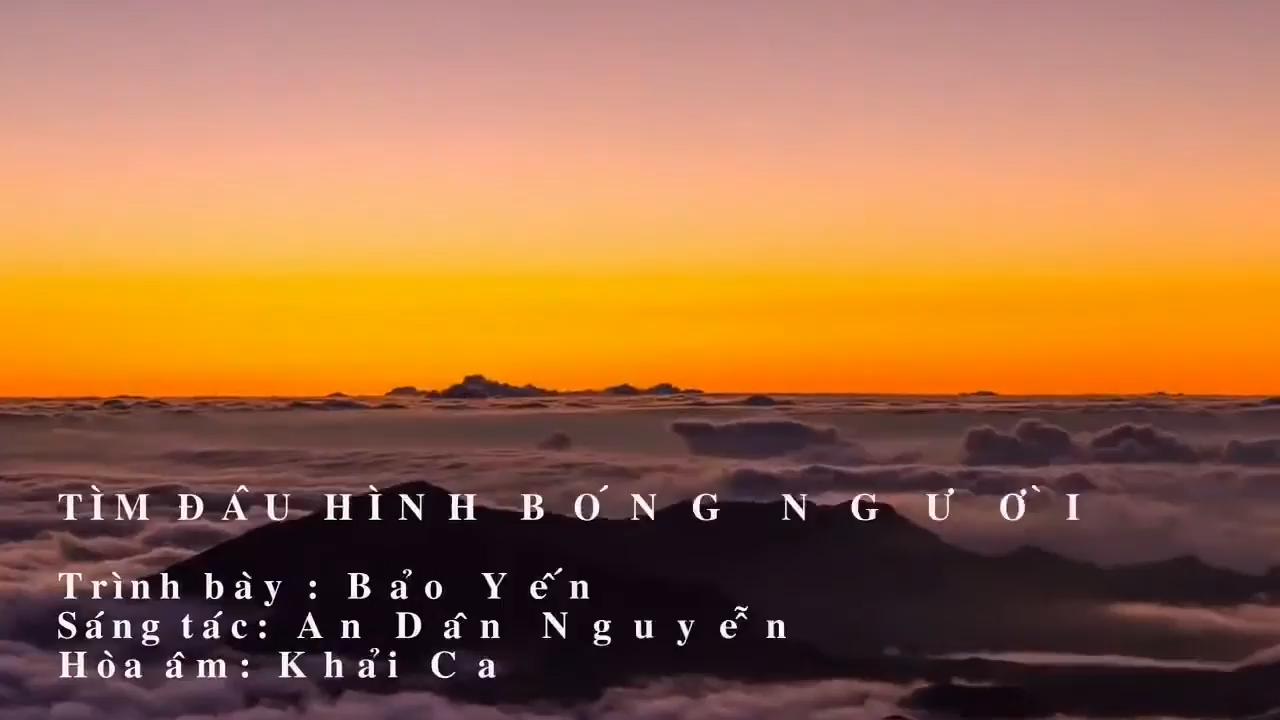 TÌM ĐÂU HÌNH BÓNG NGƯỜI
Trình bày : Bảo Yến
Sáng tác: An Dân Nguyễn
Hòa âm: Khải Ca